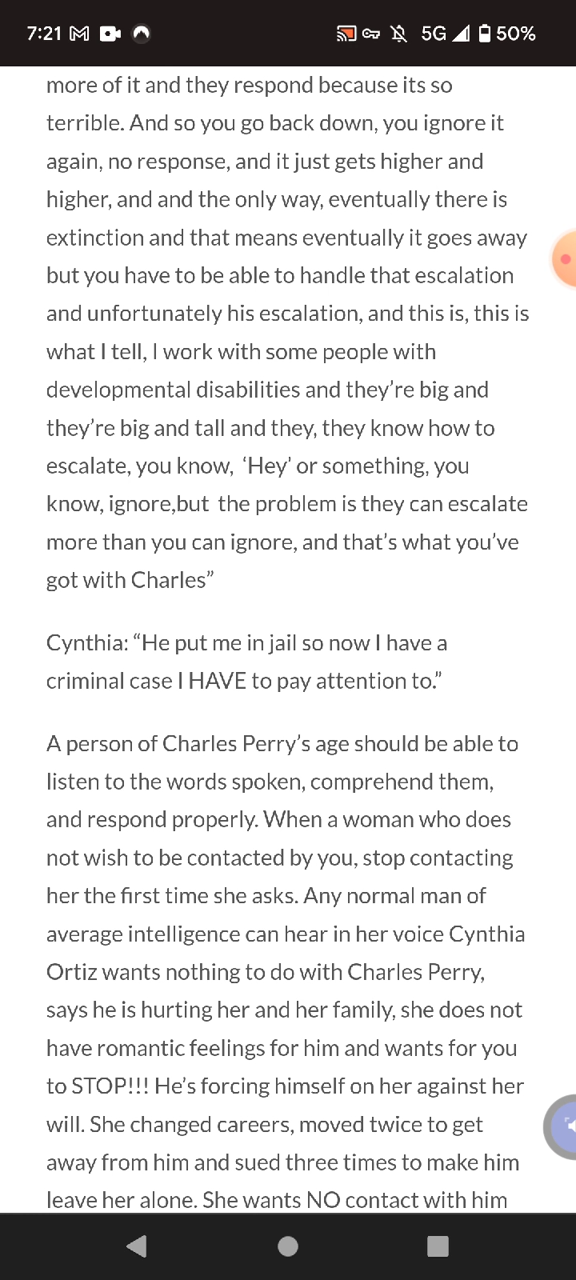 7:21 5G 50%
more of it and they respond because its so
terrible. And so you go back down, you ignore it
again, no response, and it just gets higher and
higher, and and the only way, eventually there is
extinction and that means eventually it goes away
but you have to be able to handle that escalation
and unfortunately his escalation, and this is, this is
what I tell, I work with some people with
developmental disabilities and they’re big and
they’re big and tall and they, they know how to
escalate, you know,  ‘Hey’ or something, you
know, ignore,but  the problem is they can escalate
more than you can ignore, and that’s what you’ve
got with Charles”
Cynthia: “He put me in jail so now I have a
criminal case I HAVE to pay attention to.”
A person of Charles Perry’s age should be able to
listen to the words spoken, comprehend them,
and respond properly. When a woman who does
not wish to be contacted by you, stop contacting
her the first time she asks. Any normal man of
average intelligence can hear in her voice Cynthia
Ortiz wants nothing to do with Charles Perry,
says he is hurting her and her family, she does not
have romantic feelings for him and wants for you
to STOP!!! He’s forcing himself on her against her
will. She changed careers, moved twice to get
away from him and sued three times to make him
leave her alone. She wants NO contact with him